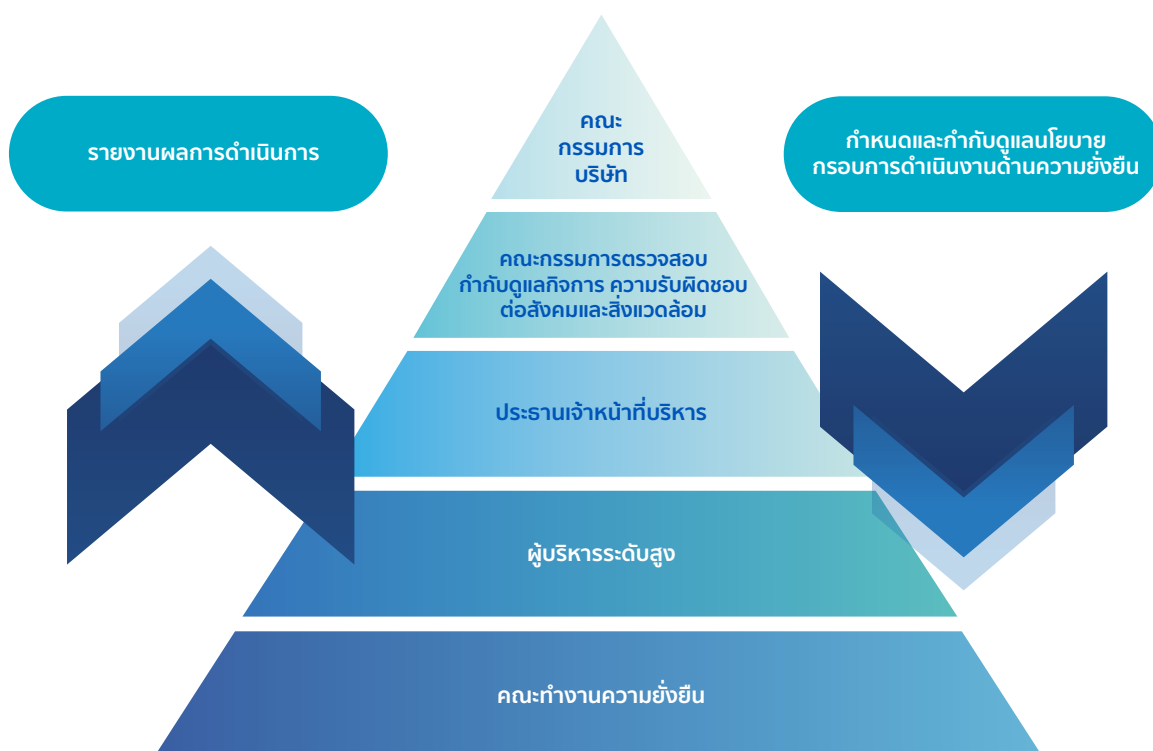 รายงานผลการดำเนินการ
กำหนดและกำกับดูแลนโยบาย
กรอบการดำเนินงานด้านความยั่งยืน
คณะ
กรรมการ
บริษัท
คณะกรรมการตรวจสอบ
กำกับดูแลกิจการ ความรับผิดชอบ
ต่อสังคมและสิ่งแวดล้อม
ประธานเจ้าหน้าที่บริหาร
ผู้บริหารระดับสูง
คณะทำงานความยั่งยืน